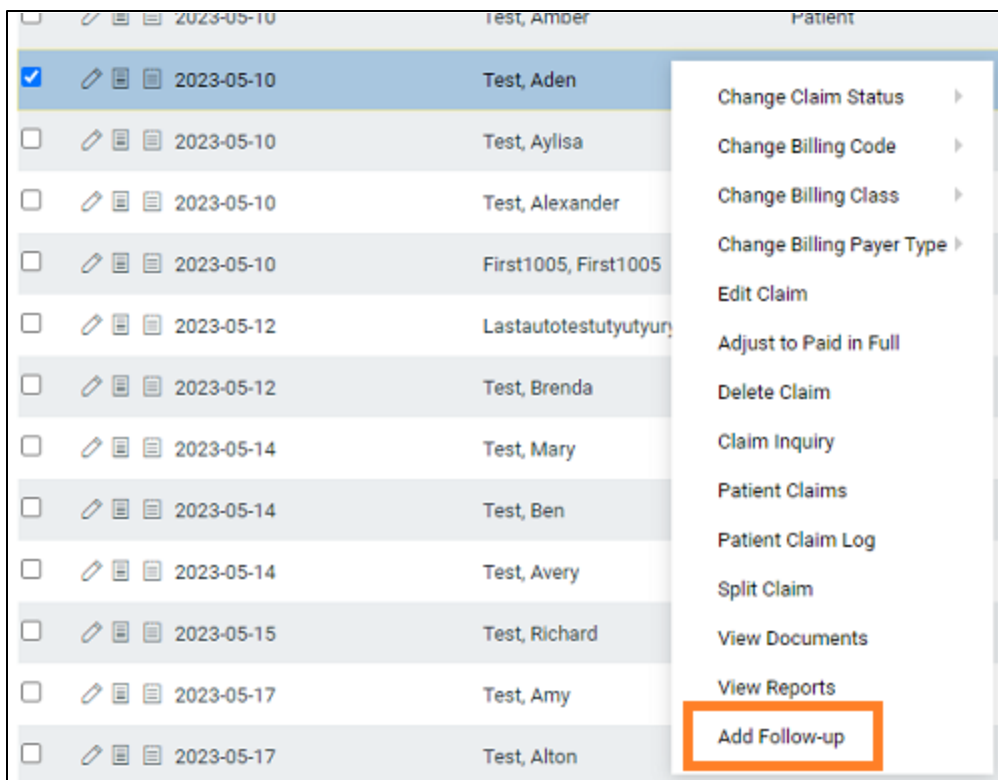 2023-05-10 Test, Amber Patient
2023-05-10 Test, Aden
2023-05-10 Test, Aylisa
2023-05-10 Test, Alexander
2023-05-10 First1005, First1005
2023-05-12 Lastautotestutyutyury
2023-05-12 Test, Brenda
2023-05-14 Test, Mary
2023-05-14 Test, Ben
2023-05-14 Test, Avery
2023-05-15 Test, Richard
2023-05-17 Test, Amy
2023-05-17 Test, Alton
Change Claim Status
Change Billing Code
Change Billing Class
Change Billing Payer Type
Edit Claim
Adjust to Paid in Full
Delete Claim
Claim Inquiry
Patient Claims
Patient Claim Log
Split Claim
View Documents
View Reports
Add Follow-up